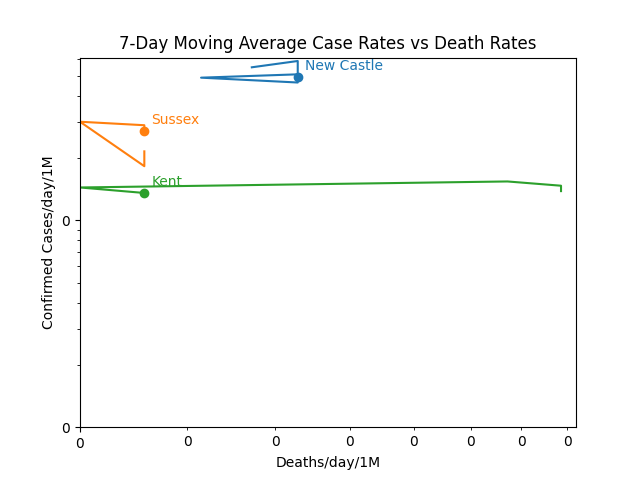 7-Day Moving Average Case Rates vs Death Rates
New Castle
Sussex
Kent
Confirmed Cases/day/1M
0
0
0 0 0 0 0 0 0 0
Deaths/day/1M